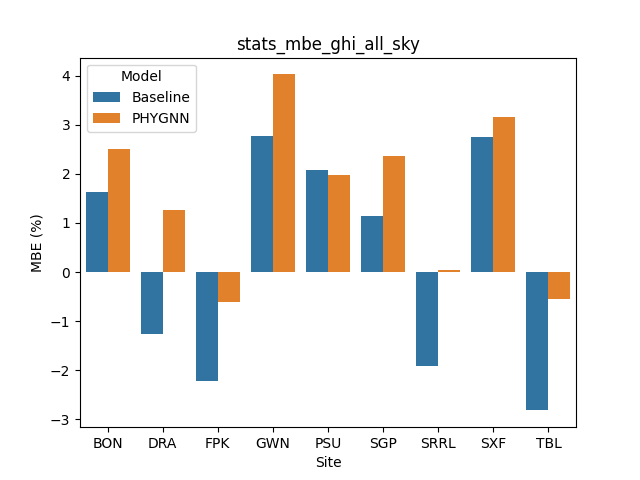 stats_mbe_ghi_all_sky
Model
Baseline
PHYGNN
MBE (%)
4
3
2
1
0
−1
−2
−3
BON DRA FPK GWN PSU SGP SRRL SXF TBL
Site